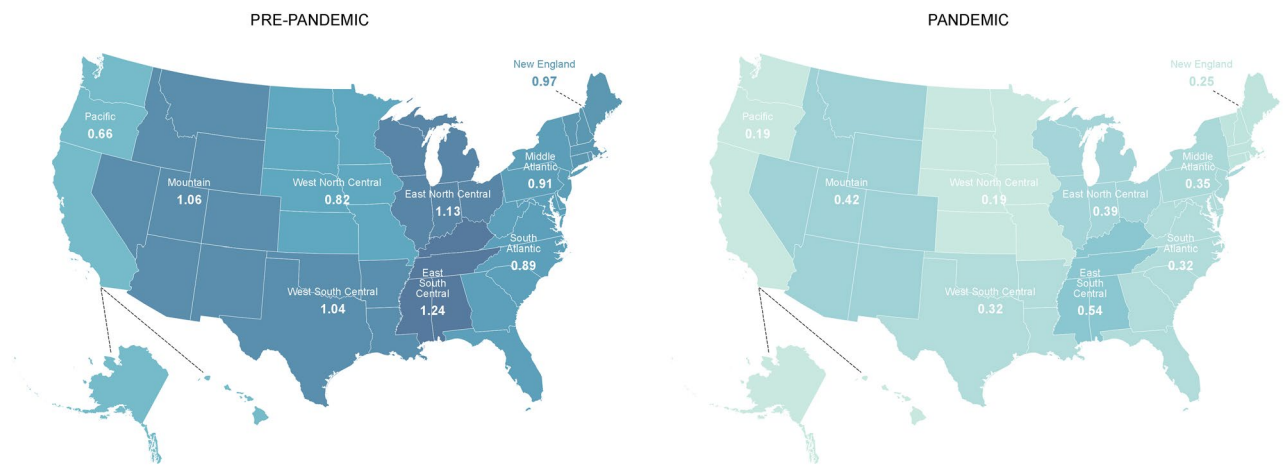 PRE-PANDEMIC
New England
0.97
Pacific
0.66
Middle
Atlantic
0.91
Mountain
1.06
West North Central
0.82
East North Central
1.13
South
Atlantic
0.89
East
South
Central
1.24
West South Central
1.04
PANDEMIC
New England
0.25
Pacific
0.19
Middle
Atlantic
0.35
Mountain
0.42
West North Central
0.19
East North Central
0.39
South
Atlantic
0.32
East
South
Central
0.54
West South Central
0.32